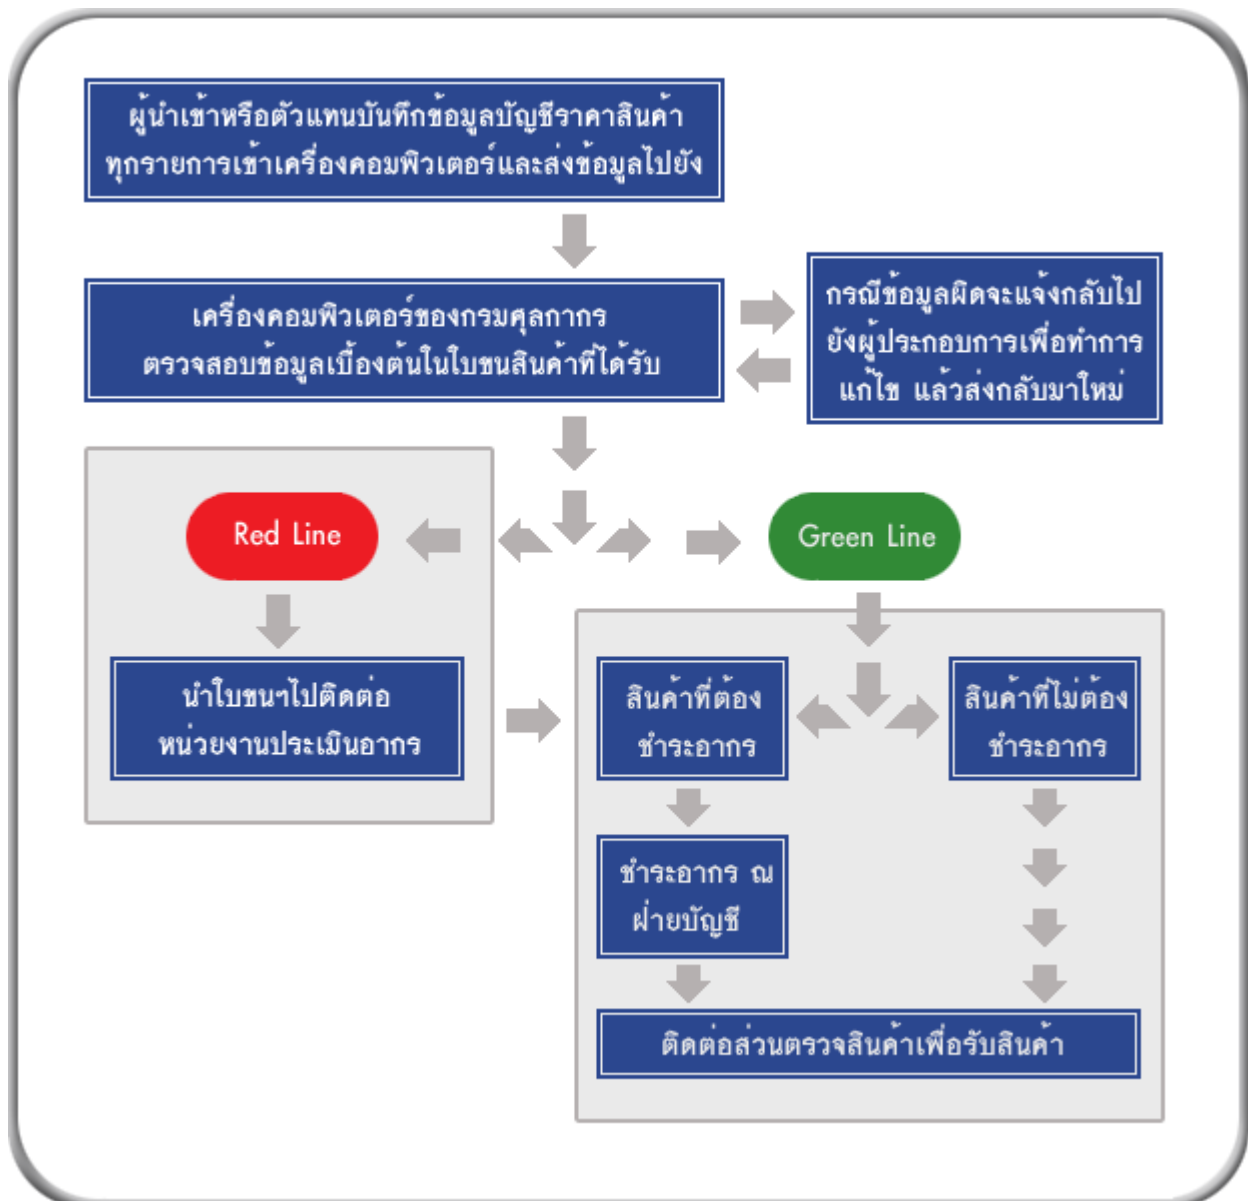 ผู้นำเข้าหรือตัวแทนบันทึกข้อมูลบัญชีราคาสินค้า
ทุกรายการเข้าเครื่องคอมพิวเตอร์และส่งข้อมูลไปยัง
เครื่องคอมพิวเตอร์ของกรมศุลกากร
ตรวจสอบข้อมูลเบื้องต้นในใบขนสินค้าที่ได้รับ
กรณีข้อมูลผิดจะแจ้งกลับไป
ยังผู้ประกอบการเพื่อทำการ
แก้ไข แล้วส่งกลับมาใหม่
Red Line
Green Line
นำใบขนฯไปติดต่อ
หน่วยงานประเมินอากร
สินค้าที่ต้อง
ชำระอากร
สินค้าที่ไม่ต้อง
ชำระอากร
ชำระอากร ณ
ฝ่ายบัญชี
ติดต่อส่วนตรวจสินค้าเพื่อรับสินค้า